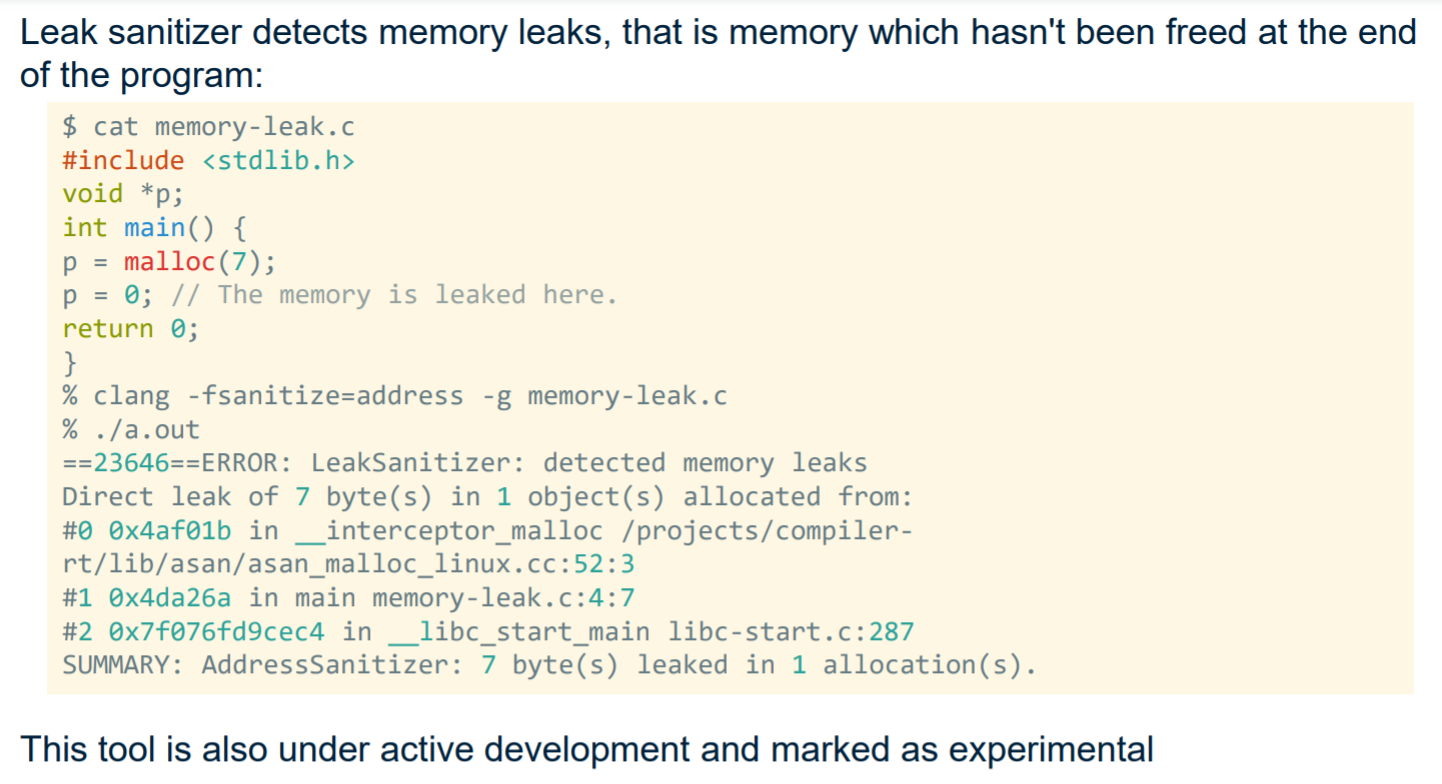 Leak sanitizer detects memory leaks, that is memory which hasn't been freed at the end
of the program:
$ cat memory-leak.c
#include <stdlib.h>
void *p;
int main() {
p = malloc(7);
p = 0; // The memory is leaked here.
return 0;
}
% clang -fsanitize=address -g memory-leak.c
% ./a.out
==23646==ERROR: LeakSanitizer: detected memory leaks
Direct leak of 7 byte(s) in 1 object(s) allocated from:
#0 0x4af01b in __interceptor_malloc /projects/compiler-
rt/lib/asan/asan_malloc_linux.cc:52:3
#1 0x4da26a in main memory-leak.c:4:7
#2 0x7f076fd9cec4 in __libc_start_main libc-start.c:287
SUMMARY: AddressSanitizer: 7 byte(s) leaked in 1 allocation(s).
This tool is also under active development and marked as experimental